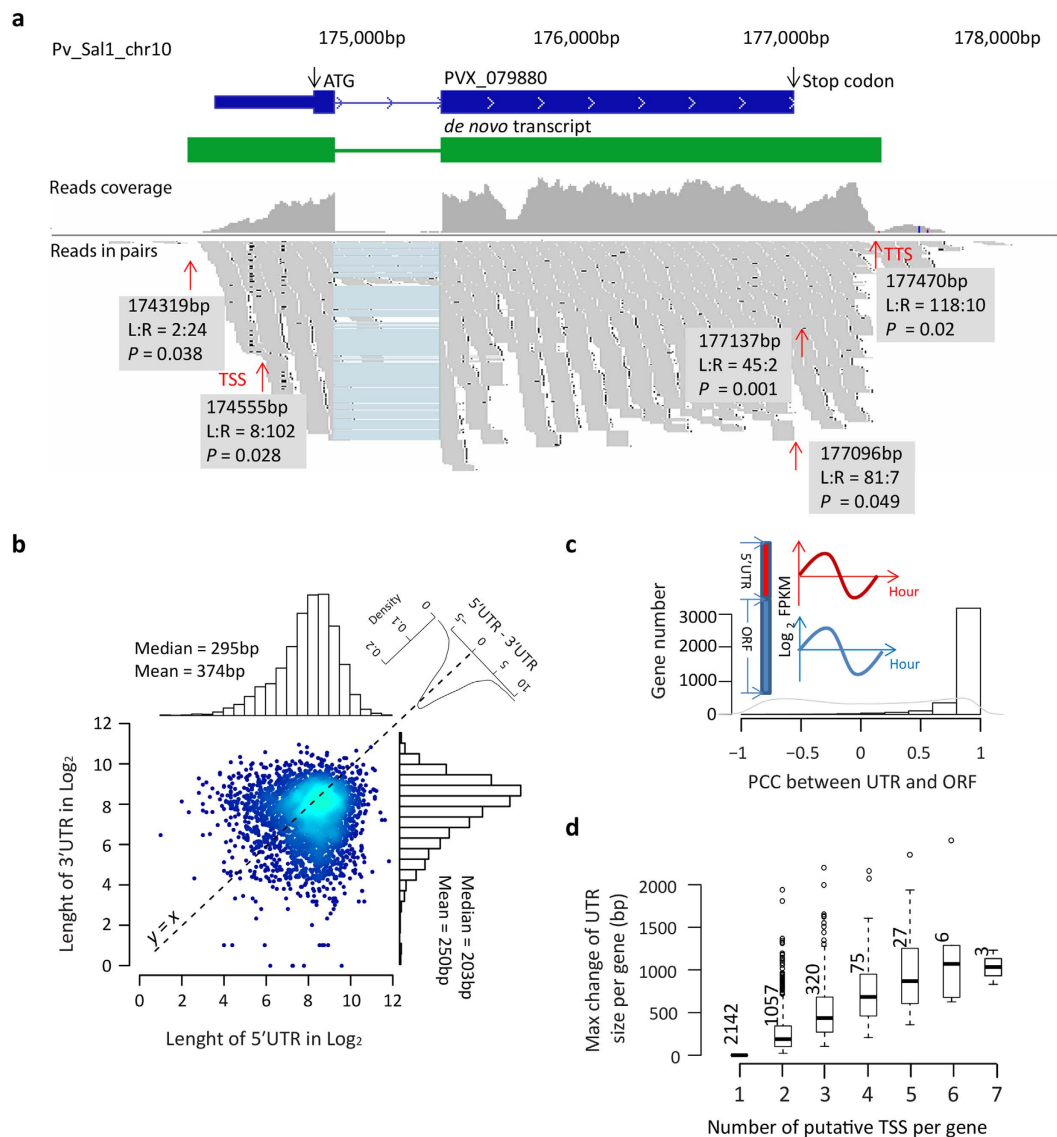 a
Pv_Sal1_chr10
175,000bp 176,000bp 177,000bp 178,000bp
ATG PVX_079880 Stop codon
de novo transcript
Reads coverage
Reads in pairs
174319bp
L:R = 2:24
P = 0.038
TSS
174555bp
L:R = 8:102
P = 0.028
177137bp
L:R = 45:2
P = 0.001
TTS
177470bp
L:R = 118:10
P = 0.02
177096bp
L:R = 81:7
P = 0.049
b
Median = 295bp
Mean = 374bp
Density
0 0.1 0.2
5'UTR - 3'UTR
-5 0 5 10
Lenght of 3'UTR in Log2
12
10
8
6
4
2
0
y = x
Median = 203bp
Mean = 250bp
0 2 4 6 8 10 12
Lenght of 5'UTR in Log2
c
5'UTR
ORF
Log 2 FPKM
Hour
Hour
Gene number
3000
2000
1000
0
−1 −0.5 0 0.5 1
PCC between UTR and ORF
d
Max change of UTR
size per gene (bp)
2000
1500
1000
500
0
2142 1057 320 75 27 6 3
1 2 3 4 5 6 7
Number of putative TSS per gene